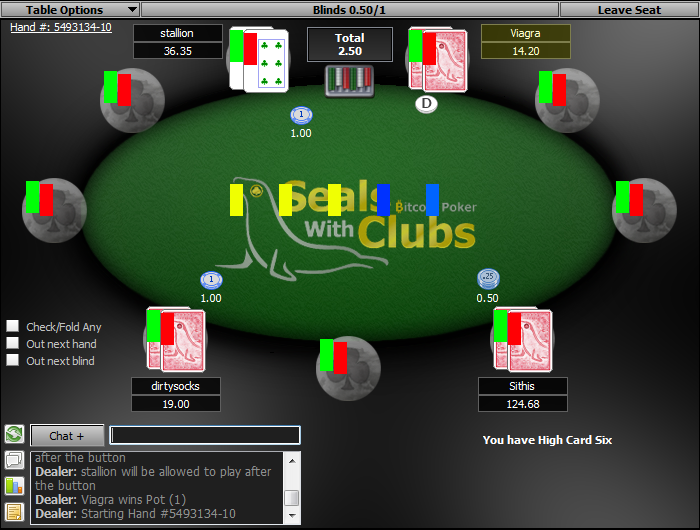 Table Options
Blinds 0.50/1
Leave Seat
Hand #: 5493134-10
stallion
36.35
Total
2.50
Viagra
14.20
D
1
1.00
Seals
With
Bitcoin Poker
Clubs
1
1.00
.25
0.50
Check/Fold Any
Out next hand
Out next blind
dirtysocks
19.00
Sithis
124.68
Chat +
You have High Card Six
after the button
Dealer: stallion will be allowed to play after
the button
Dealer: Viagra wins Pot (1)
Dealer: Starting Hand #5493134-10